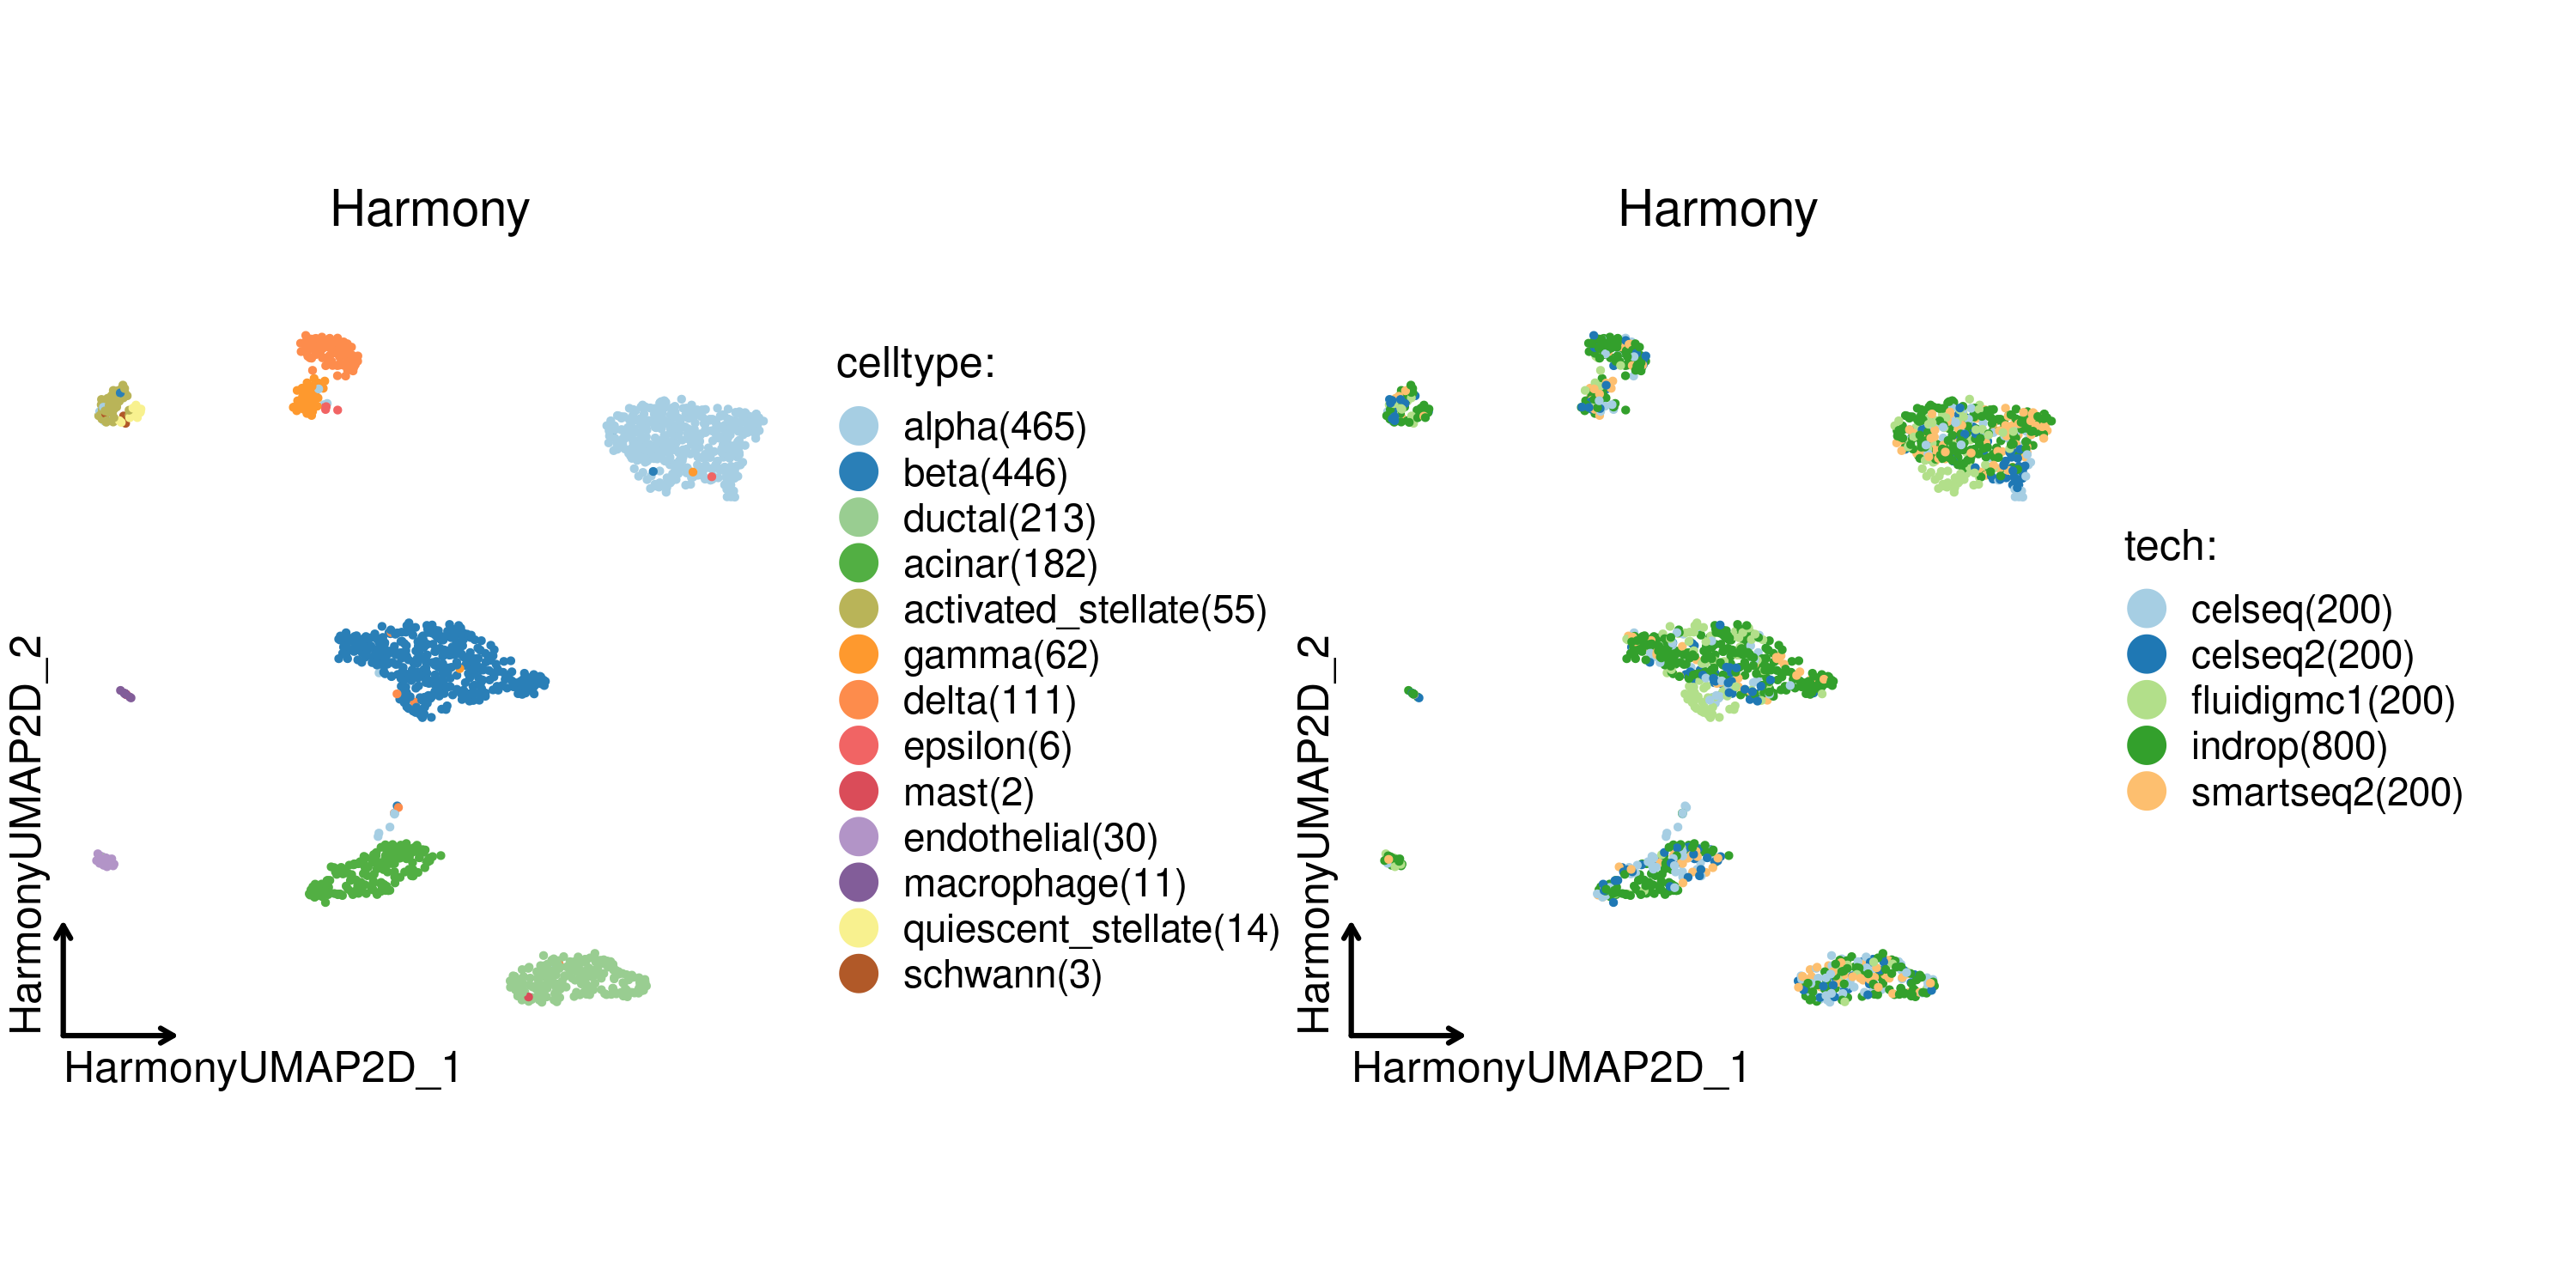 Harmony
celltype:
alpha(465)
beta(446)
ductal(213)
acinar(182)
activated_stellate(55)
gamma(62)
delta(111)
epsilon(6)
mast(2)
endothelial(30)
macrophage(11)
quiescent_stellate(14)
schwann(3)
HarmonyUMAP2D_2
HarmonyUMAP2D_1
Harmony
tech:
celseq(200)
celseq2(200)
fluidigmc1(200)
indrop(800)
smartseq2(200)
HarmonyUMAP2D_2
HarmonyUMAP2D_1